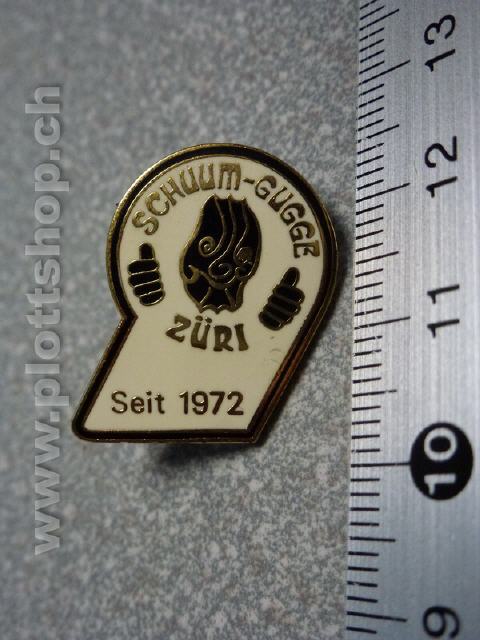 SCHUUM-GUGGE
ZÜRI
Seit 1972
www.plottshop.ch
13
12
11
10
9